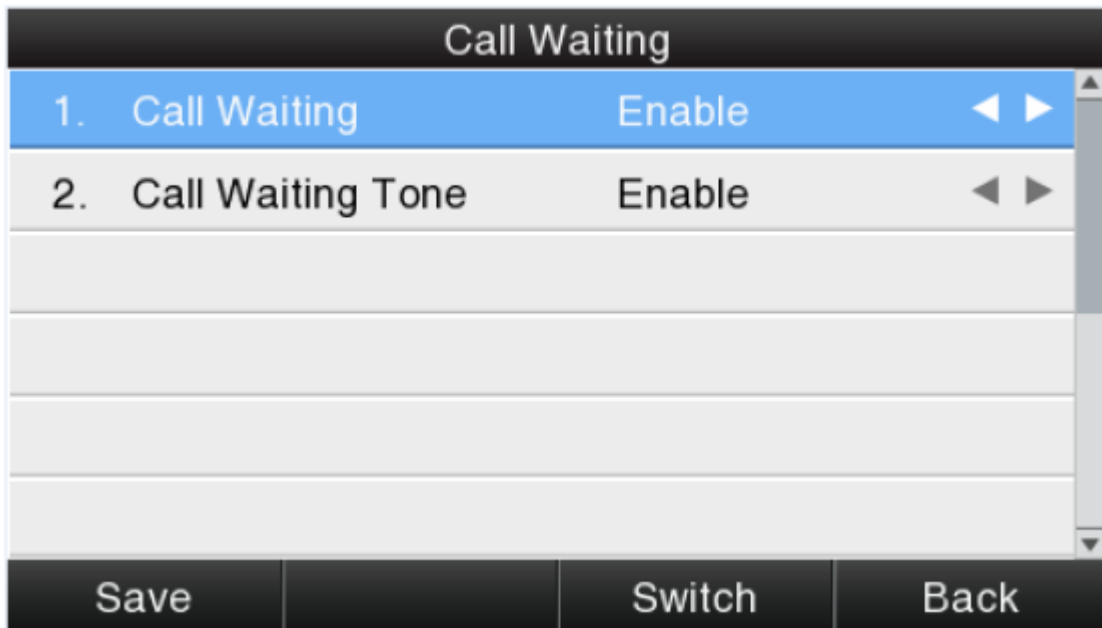 Call Waiting
1. Call Waiting Enable
2. Call Waiting Tone Enable
Save Switch Back